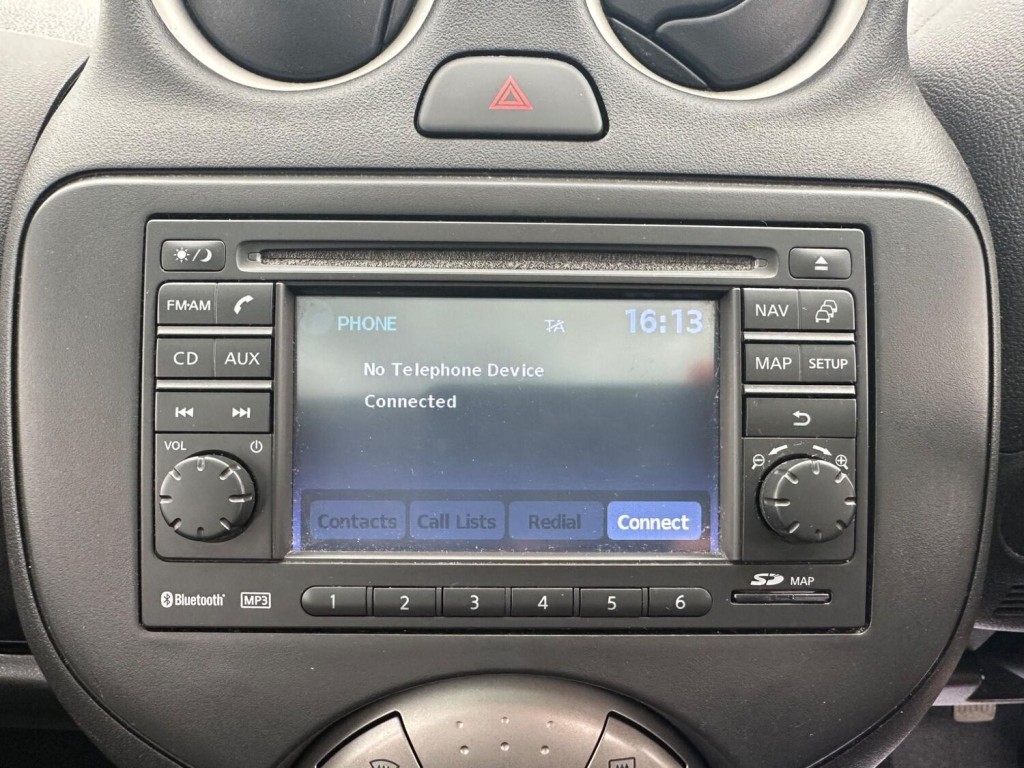 FM·AM
CD AUX
VOL
PHONE TA 16:13
No Telephone Device
Connected
Contacts Call Lists Redial Connect
NAV
MAP SETUP
Bluetooth® MP3
1 2 3 4 5 6
SD MAP